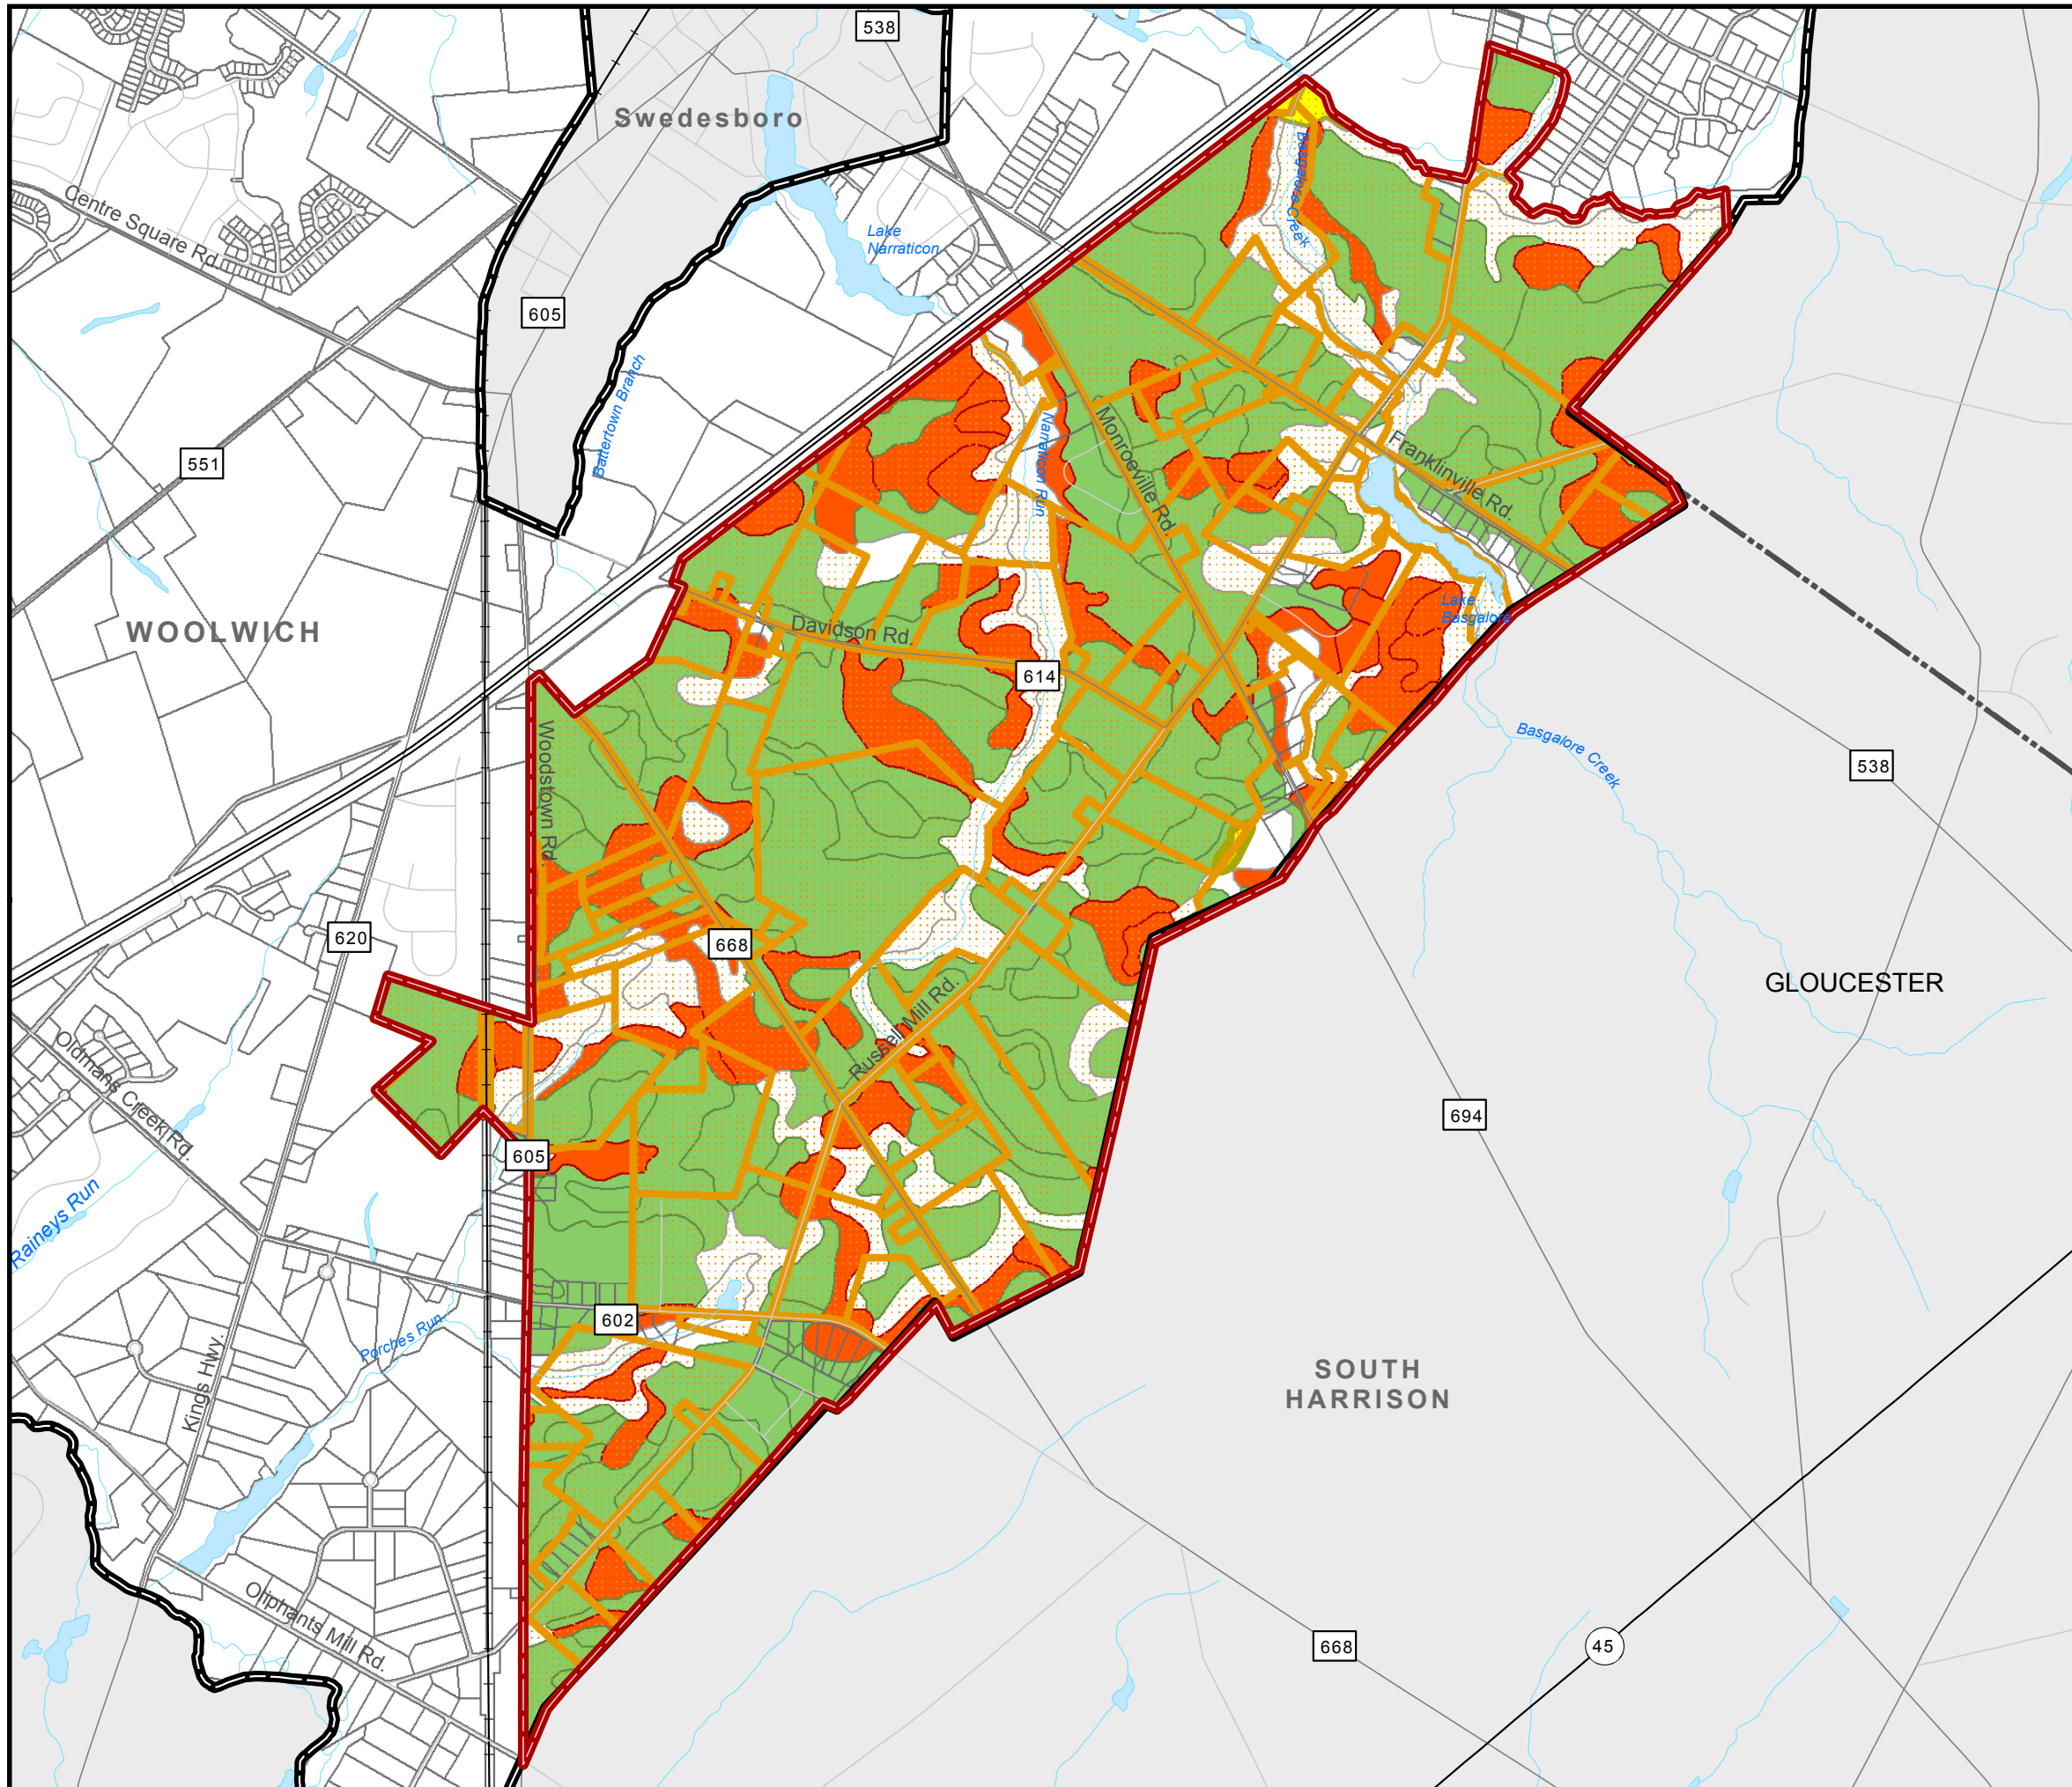 538
Swedesboro
Basgalore Creek
Centre Square Rd.
Lake
Narraticon
605
Battertown Branch
Monroeville Rd.
Narraticon Run
Franklinville Rd.
551
WOOLWICH
Lake
Basgalore
Davidson Rd.
614
Woodstown Rd.
Basgalore Creek
538
620
668
GLOUCESTER
Russell Mill Rd.
Oldmans Creek Rd.
694
605
Raineys Run
602
Porches Run
Kings Hwy.
SOUTH
HARRISON
Oliphants Mill Rd.
668
45